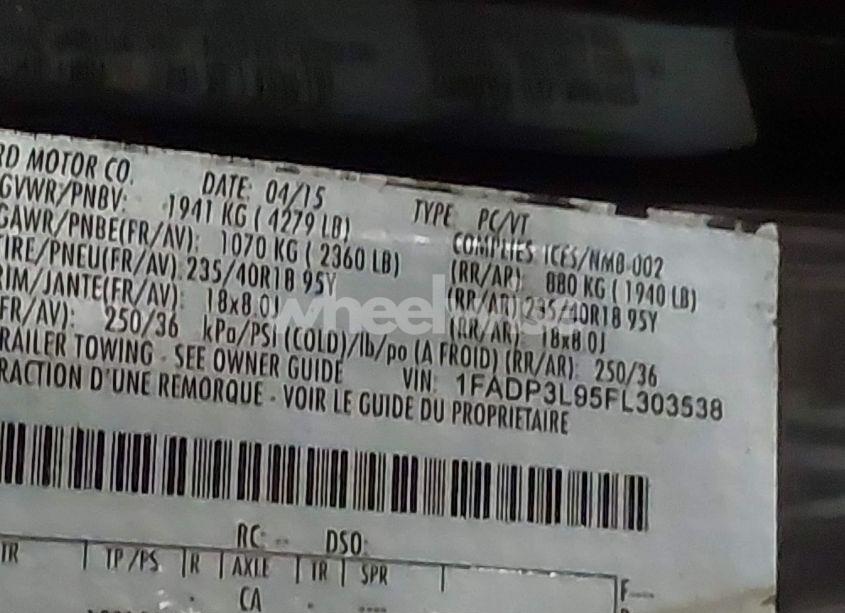 RD MOTOR CO. DATE: 04/15 TYPE PC/VT
GVWR/PNBV: 1941 KG ( 4279 LB) COMPLIES ICES/NMB-002
GAWR/PNBE(FR/AV): 1070 KG ( 2360 LB) (RR/AR): 880 KG ( 1940 LB)
TIRE/PNEU(FR/AV) 235/40R18 95Y (RR/AR) 235/40R18 95Y
RIM/JANTE(FR/AV): 18x8.0J (RR/AR): 18x8.0J
FR/AV): 250/36 kPa/PSI (COLD)/lb/po (A FROID) (RR/AR): 250/36
RAILER TOWING - SEE OWNER GUIDE VIN: 1FADP3L95FL303538
RACTION D'UNE REMORQUE - VOIR LE GUIDE DU PROPRIETAIRE
RC: -- DSO:
TR TP/PS R AXLE TR SPR F----
CA ----